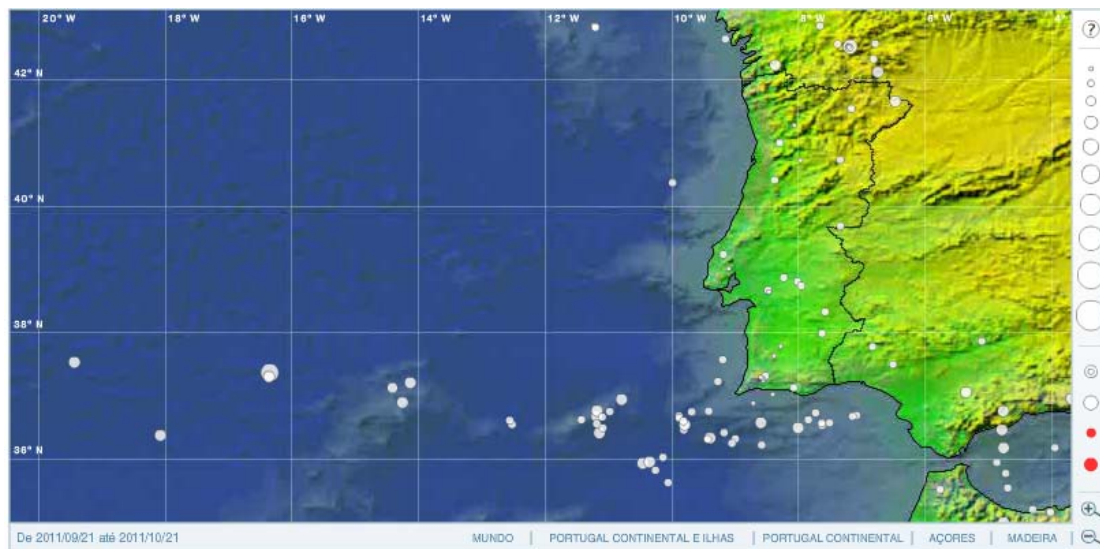 20° W 18° W 16° W 14° W 12° W 10° W 8° W 6° W
?
42° N
40° N
38° N
36° N
De 2011/09/21 até 2011/10/21 MUNDO | PORTUGAL CONTINENTAL E ILHAS | PORTUGAL CONTINENTAL | AÇORES | MADEIRA |